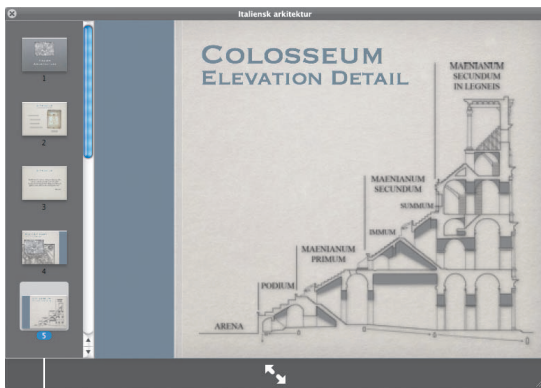 Italiensk arkitektur
1
2
3
4
5
COLOSSEUM
ELEVATION DETAIL
MAENIANUM
SECUNDUM
IN LEGNEIS
MAENIANUM
SECUNDUM
SUMMUM
IMMUM
MAENIANUM
PRIMUM
PODIUM
ARENA